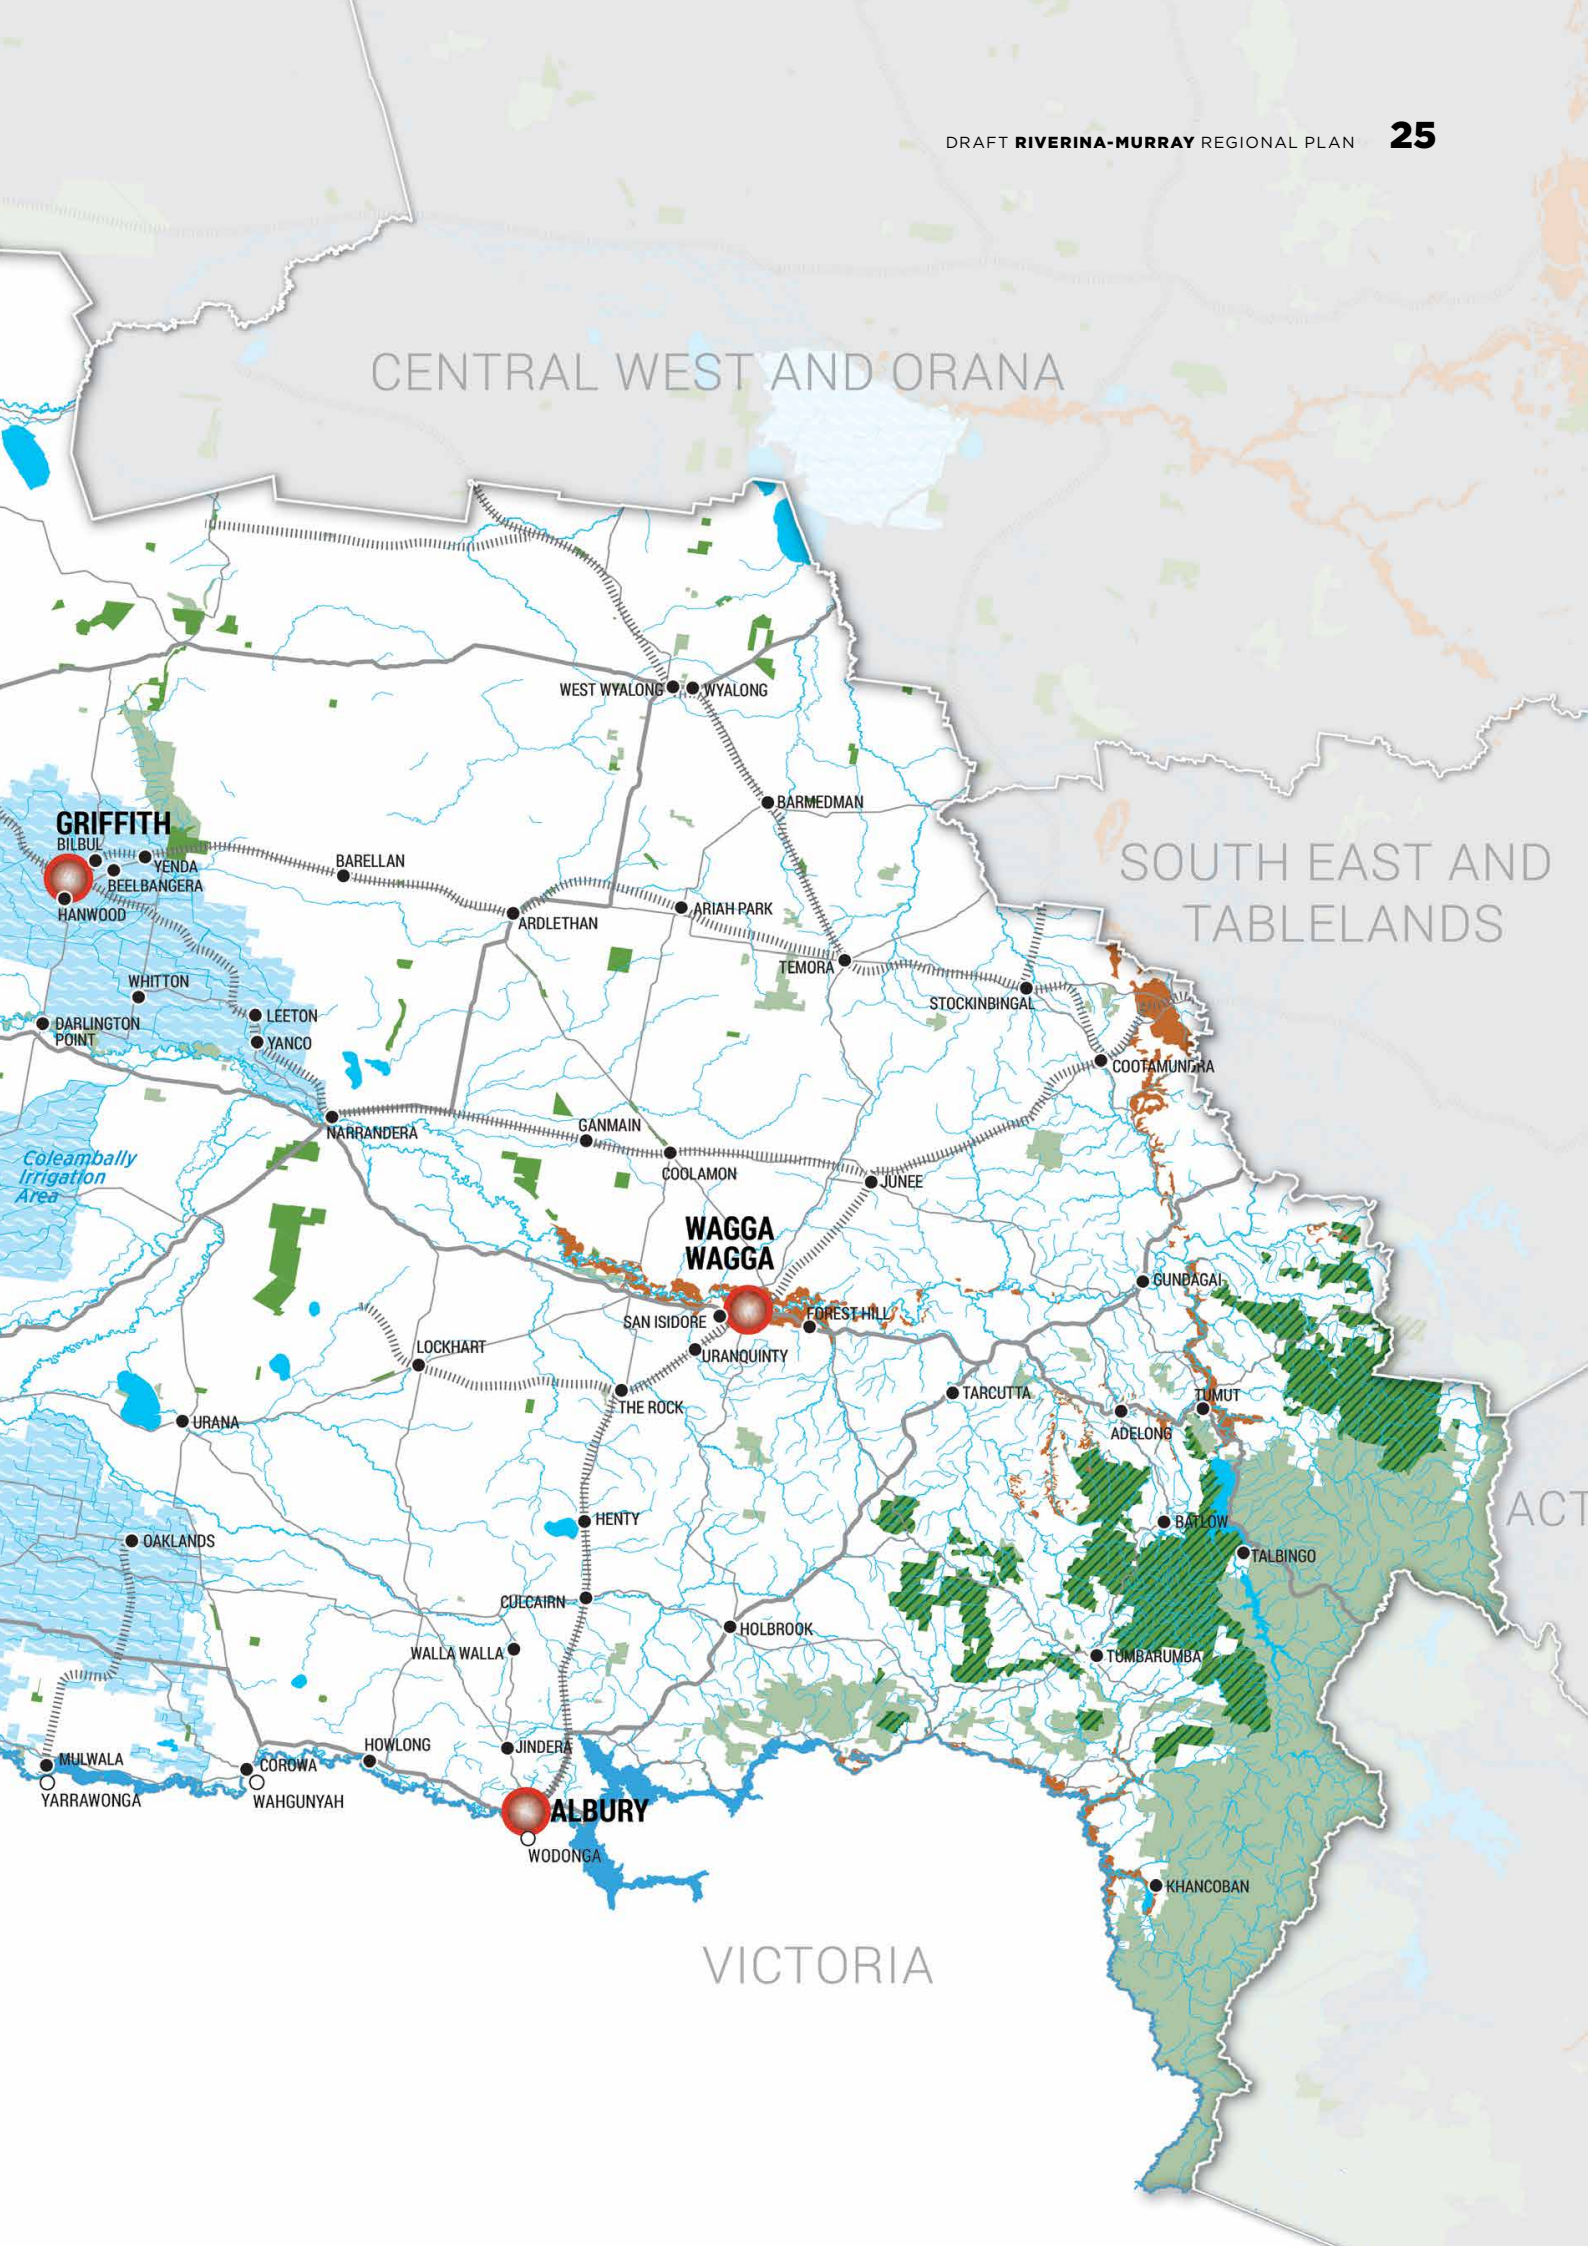 DRAFT RIVERINA-MURRAY REGIONAL PLAN 25
CENTRAL WEST AND ORANA
WEST WYALONG
WYALONG
BARMEDMAN
GRIFFITH
BILBUL
YENDA
BEELBANGERA
HANWOOD
BARELLAN
ARDLETHAN
ARIAH PARK
SOUTH EAST AND
TABLELANDS
TEMORA
STOCKINBINGAL
WHITTON
LEETON
DARLINGTON
POINT
YANCO
COOTAMUNDRA
NARRANDERA
GANMAIN
COOLAMON
JUNEE
Coleambally
Irrigation
Area
WAGGA
WAGGA
GUNDAGAI
SAN ISIDORE
FOREST HILL
URANQUINTY
LOCKHART
THE ROCK
TARCUTTA
TUMUT
ADELONG
URANA
HENTY
BATLOW
ACT
OAKLANDS
TALBINGO
CULCAIRN
HOLBROOK
WALLA WALLA
TUMBARUMBA
HOWLONG
JINDERA
MULWALA
COROWA
YARRAWONGA
WAHGUNYAH
ALBURY
WODONGA
KHANCOBAN
VICTORIA